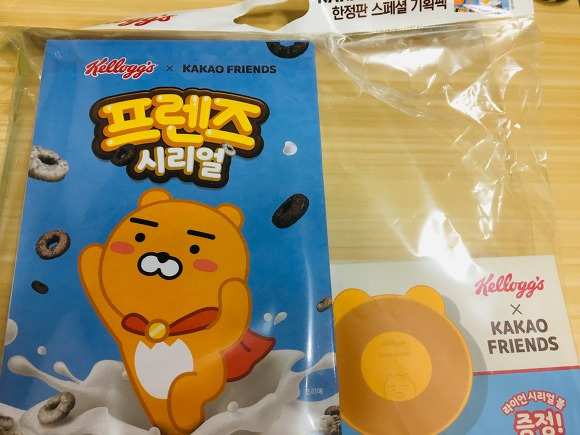 한정판 스페셜 기획팩
Kellogg's × KAKAO FRIENDS
프렌즈
시리얼
Kellogg's
×
KAKAO
FRIENDS
라이언 시리얼 볼
증정!